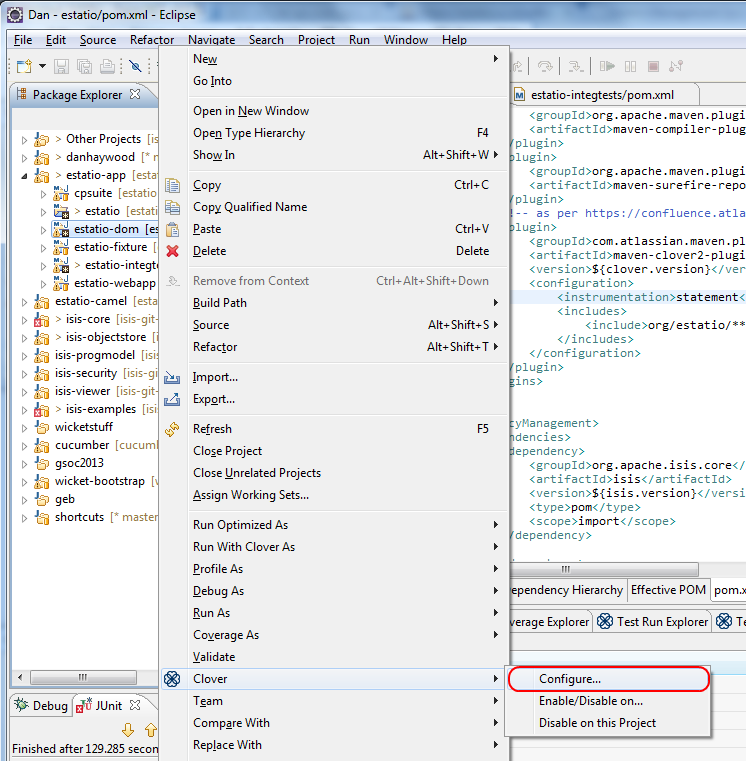 Dan - estatio/pom.xml - Eclipse
File Edit Source Refactor Navigate Search Project Run Window Help
Package Explorer
> Other Projects [is
> danhaywood [* m
> estatio-app [estati
cpsuite [estatio
> estatio [estati
estatio-dom [es
estatio-fixture [
> estatio-integte
estatio-webapp
estatio-camel [esta
> isis-core [isis-git-
> isis-objectstore [
isis-progmodel [is
isis-security [isis-gi
isis-viewer [isis-git-
> isis-examples [isi
wicketstuff
cucumber [cucumb
gsoc2013
wicket-bootstrap [w
geb
shortcuts [* master
Debug JUnit
Finished after 129.285 secon
New
Go Into
Open in New Window
Open Type Hierarchy F4
Show In Alt+Shift+W
Copy Ctrl+C
Copy Qualified Name
Paste Ctrl+V
Delete Delete
Remove from Context Ctrl+Alt+Shift+Down
Build Path
Source Alt+Shift+S
Refactor Alt+Shift+T
Import...
Export...
Refresh F5
Close Project
Close Unrelated Projects
Assign Working Sets...
Run Optimized As
Run With Clover As
Profile As
Debug As
Run As
Coverage As
Validate
Clover
Team
Compare With
Replace With
Configure...
Enable/Disable on...
Disable on this Project
estatio-integtests/pom.xml
<groupId>org.apache.maven.plugi
<artifactId>maven-compiler-plug
/plugin>
plugin>
<groupId>org.apache.maven.plugi
<artifactId>maven-surefire-repo
!-- as per https://confluence.atla
plugin>
<groupId>com.atlassian.maven.pl
<artifactId>maven-clover2-plugi
<version>${clover.version}</ver
<configuration>
<instrumentation>statement<
<includes>
<include>org/estatio/**
</includes>
</configuration>
/plugin>
gins>
cyManagement>
ndencies>
dependency>
<groupId>org.apache.isis.core</
<artifactId>isis</artifactId>
<version>${isis.version}</versi
<type>pom</type>
<scope>import</scope>
/dependency>
ependency Hierarchy Effective POM pom.x
verage Explorer Test Run Explorer Te